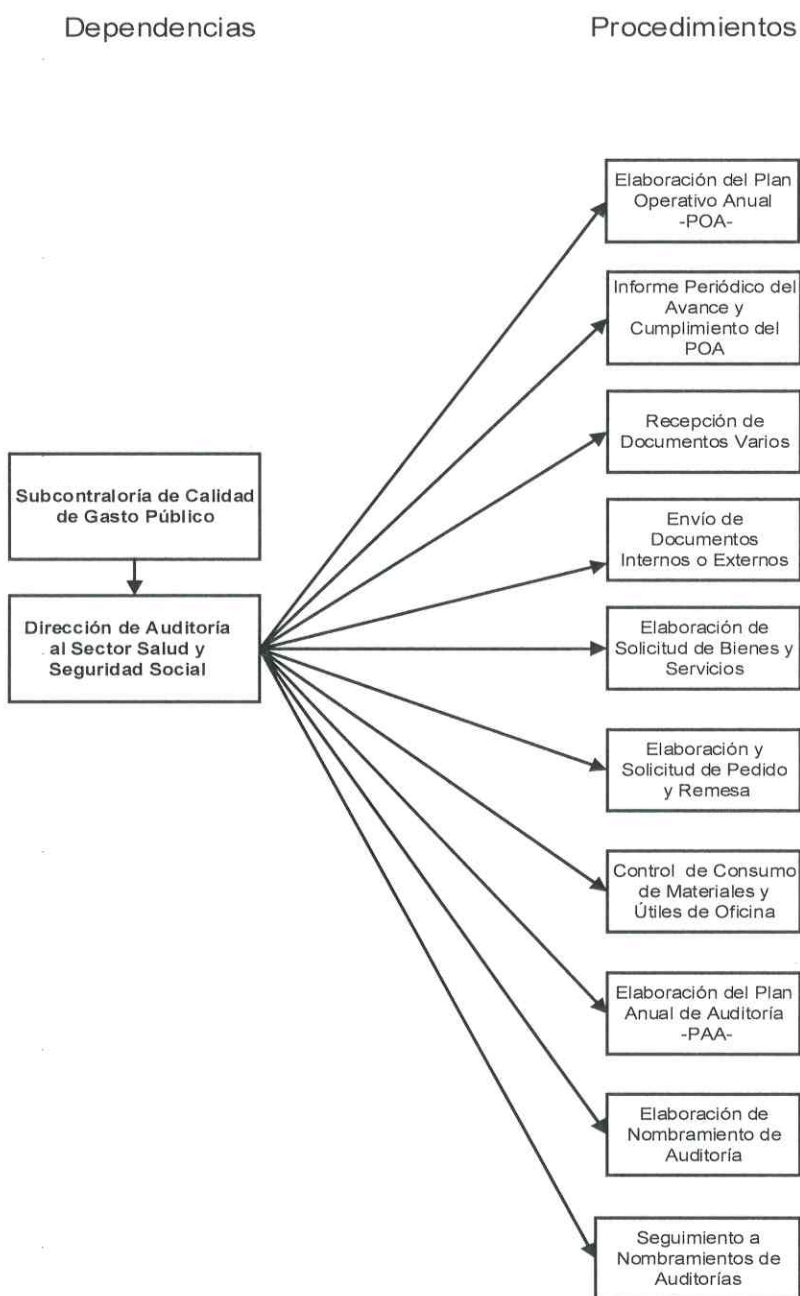 Dependencias
Procedimientos
Elaboración del Plan
Operativo Anual
-POA-
Informe Periódico del
Avance y
Cumplimiento del
POA
Recepción de
Documentos Varios
Subcontraloría de Calidad
de Gasto Público
Envío de
Documentos
Internos o Externos
Dirección de Auditoría
al Sector Salud y
Seguridad Social
Elaboración de
Solicitud de Bienes y
Servicios
Elaboración y
Solicitud de Pedido
y Remesa
Control de Consumo
de Materiales y
Útiles de Oficina
Elaboración del Plan
Anual de Auditoría
-PAA-
Elaboración de
Nombramiento de
Auditoría
Seguimiento a
Nombramientos de
Auditorías